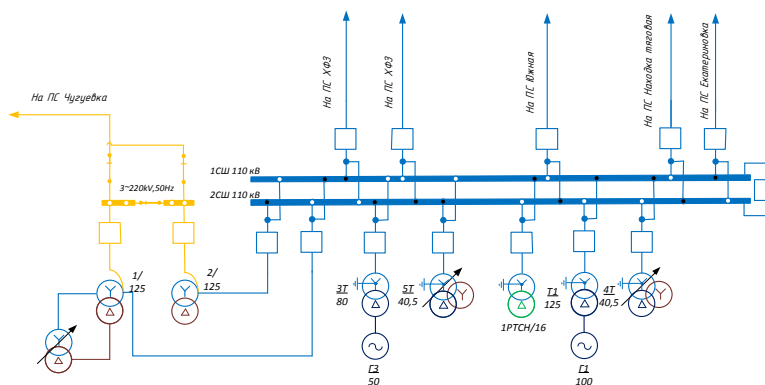 На ПС Чугуевка
На ПС ХФЗ
На ПС ХФЗ
На ПС Южная
На ПС Находка тяговая
На ПС Екатериновка
3~220kV,50Hz
1СШ 110 кВ
2СШ 110 кВ
1/
125
2/
125
3Т
80
5Т
40,5
1РТСН/16
Т1
125
4Т
40,5
Г3
50
Г1
100